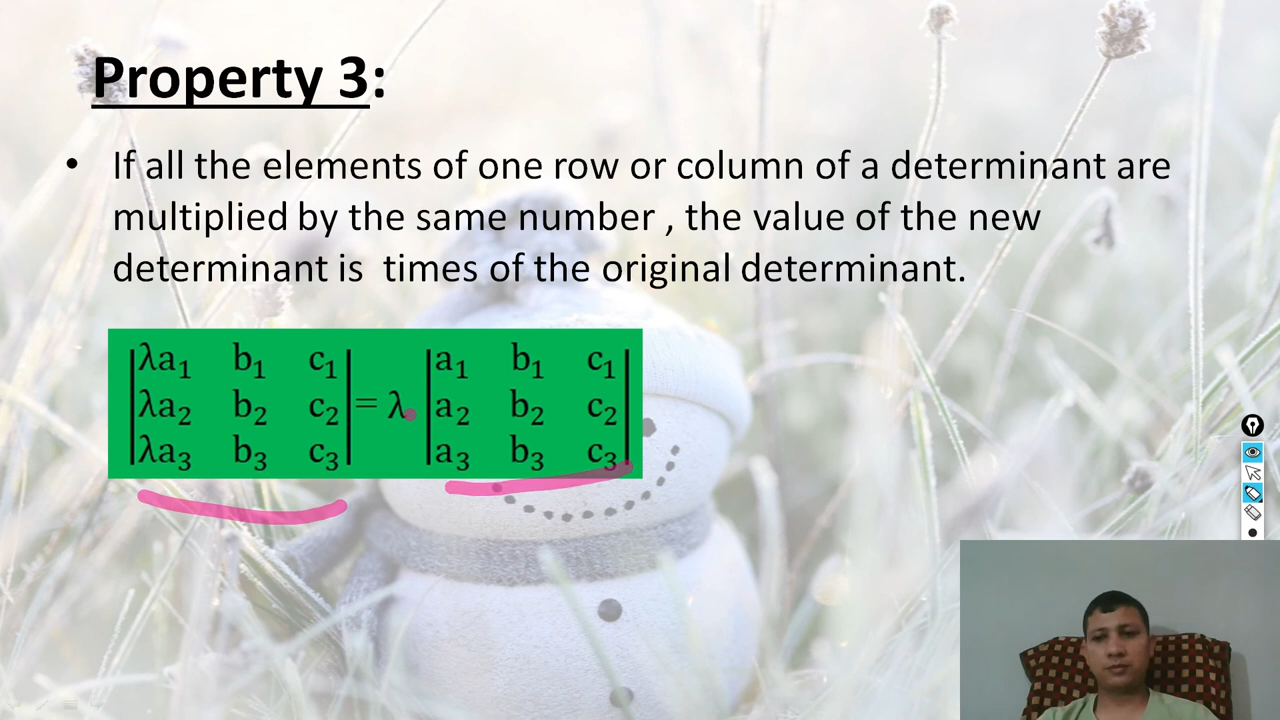 Property 3:
• If all the elements of one row or column of a determinant are
multiplied by the same number , the value of the new
determinant is times of the original determinant.
|λa₁ b₁ c₁| |a₁ b₁ c₁|
|λa₂ b₂ c₂| = λ |a₂ b₂ c₂|
|λa₃ b₃ c₃| |a₃ b₃ c₃|